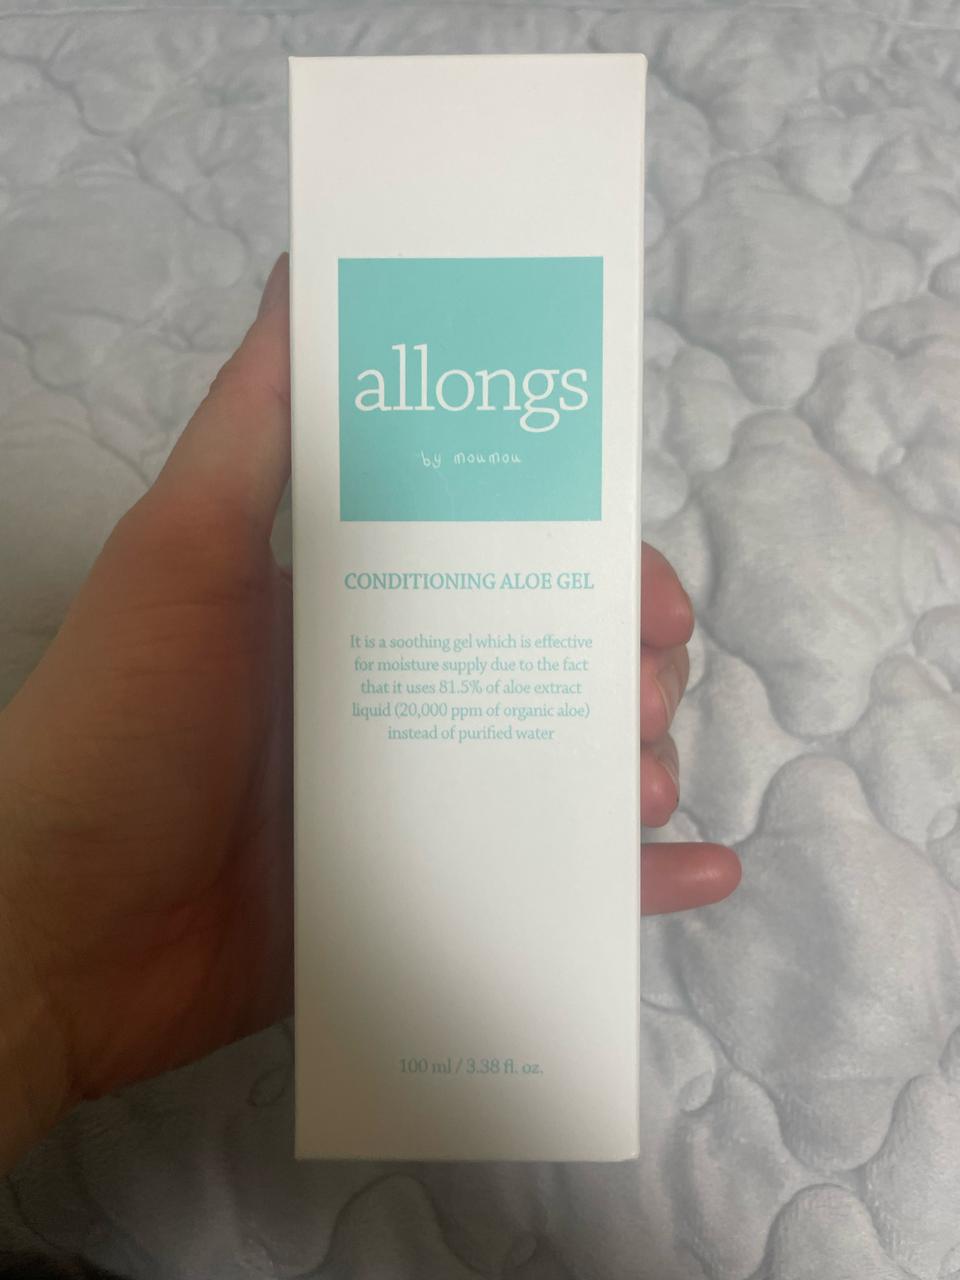 allongs
by moumou
CONDITIONING ALOE GEL
It is a soothing gel which is effective
for moisture supply due to the fact
that it uses 81.5% of aloe extract
liquid (20,000 ppm of organic aloe)
instead of purified water
100 ml / 3.38 fl. oz.